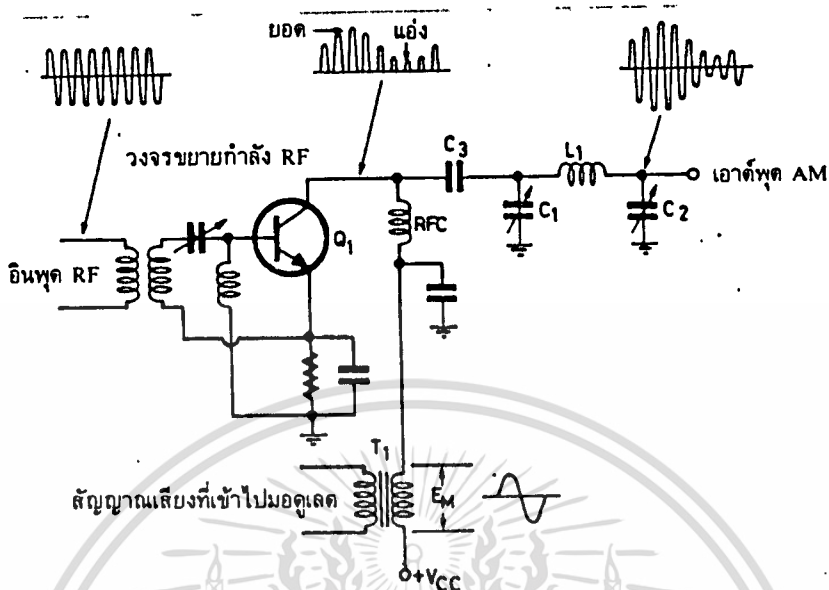 ยอด
แอ่ง
วงจรขยายกำลัง RF
C3
L1
เอาต์พุต AM
C1
C2
RFC
Q1
อินพุต RF
T1
สัญญาณเสียงที่เข้าไปมอดูเลต
EM
+VCC